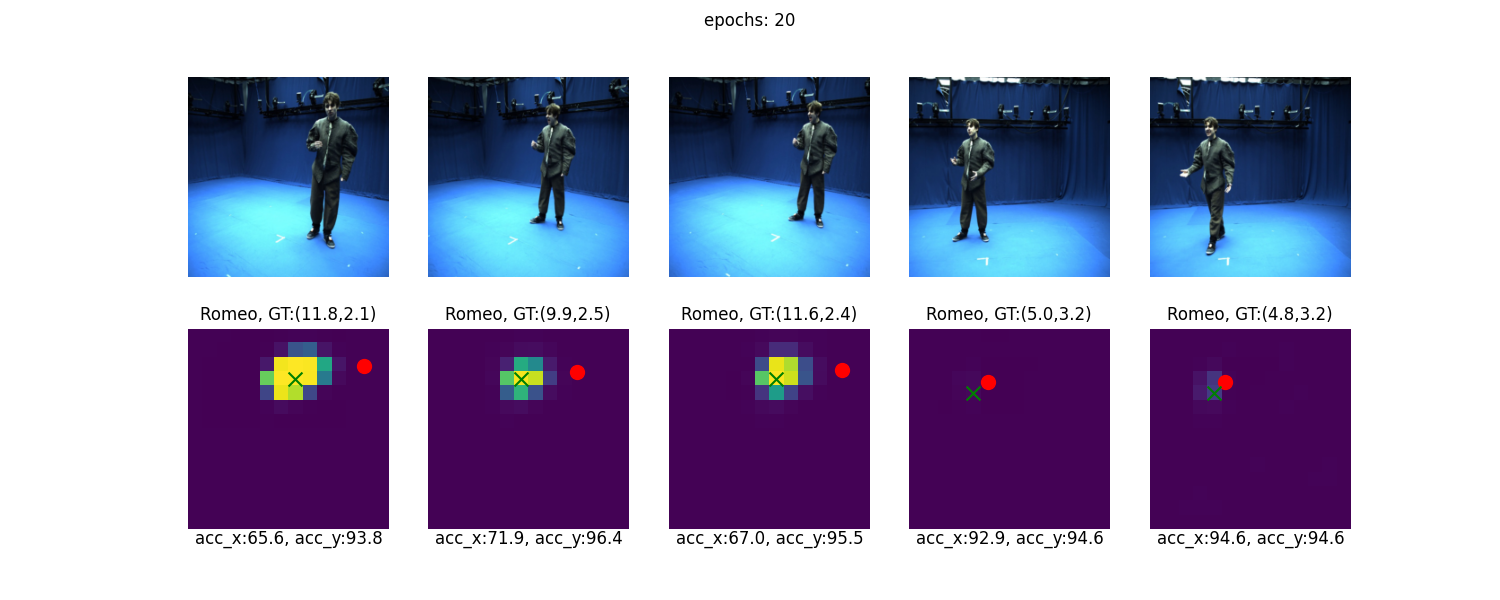 epochs: 20
Romeo, GT:(11.8,2.1)
Romeo, GT:(9.9,2.5)
Romeo, GT:(11.6,2.4)
Romeo, GT:(5.0,3.2)
Romeo, GT:(4.8,3.2)
acc_x:65.6, acc_y:93.8
acc_x:71.9, acc_y:96.4
acc_x:67.0, acc_y:95.5
acc_x:92.9, acc_y:94.6
acc_x:94.6, acc_y:94.6